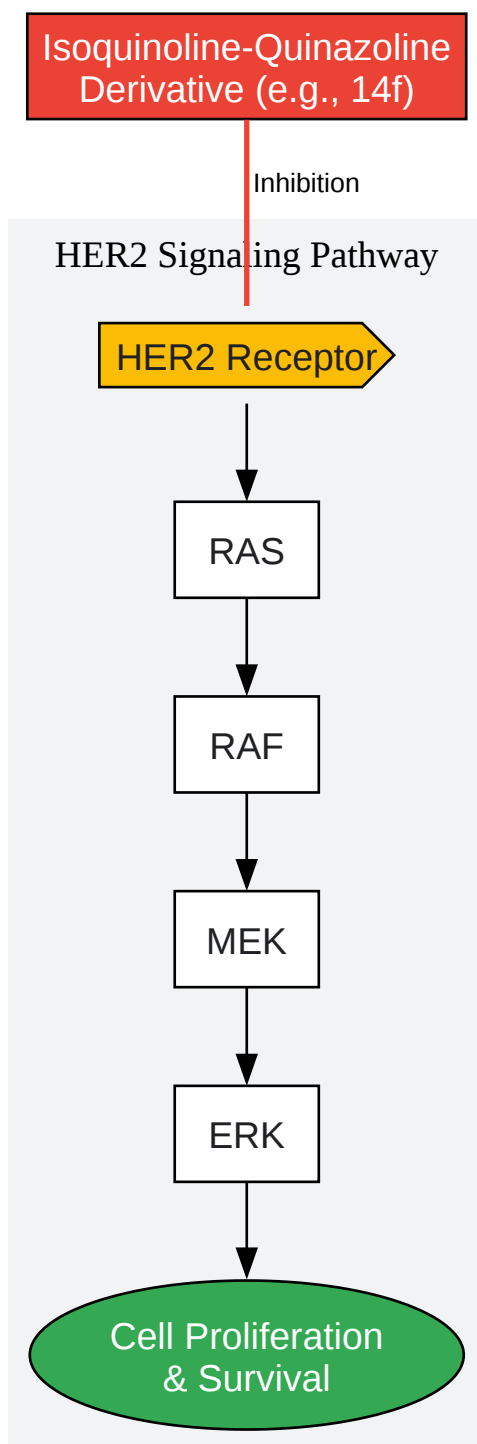 Isoquinoline-Quinazoline
Derivative (e.g., 14f)
Inhibition
HER2 Signaling Pathway
HER2 Receptor
RAS
RAF
MEK
ERK
Cell Proliferation
& Survival